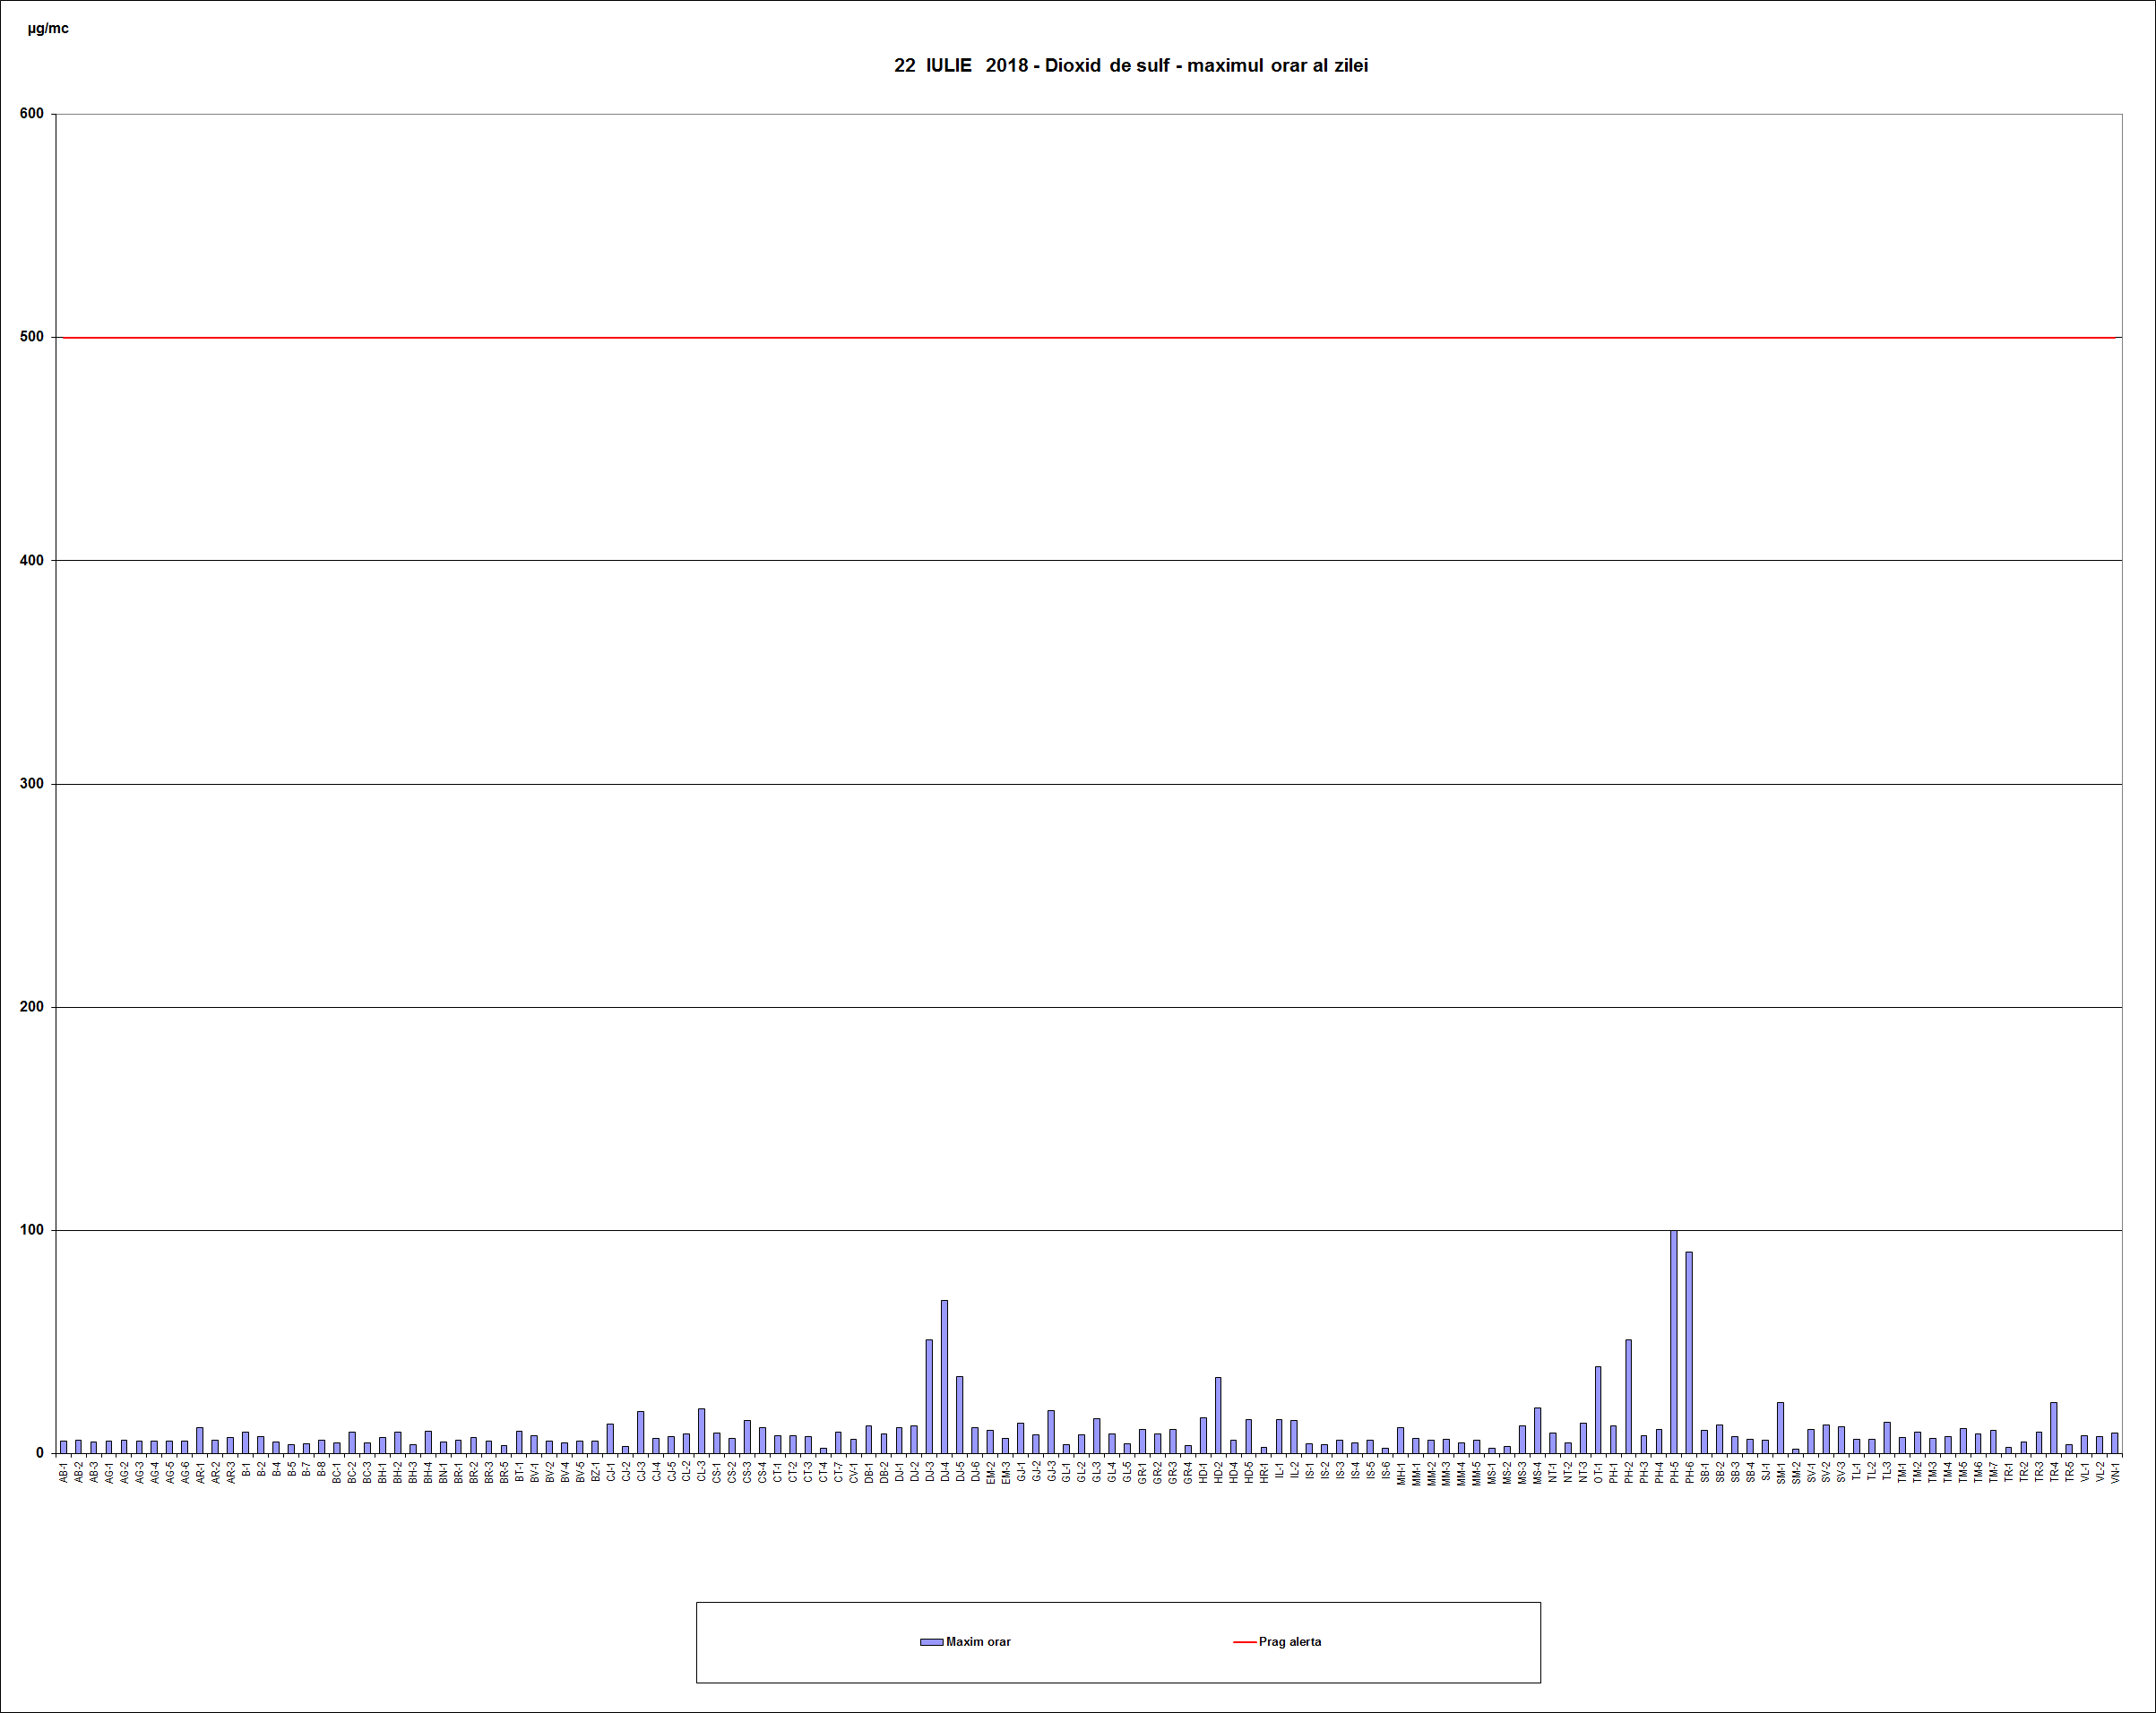 µg/mc
22 IULIE 2018 - Dioxid de sulf - maximul orar al zilei
600
500
400
300
200
100
0
AB-1 AB-2 AB-3 AG-1 AG-2 AG-3 AG-4 AG-5 AG-6 AR-1 AR-2 AR-3 B-1 B-2 B-4 B-5 B-7 B-8 BC-1 BC-2 BC-3 BH-1 BH-2 BH-3 BH-4 BN-1 BR-1 BR-2 BR-3 BR-5 BT-1 BV-1 BV-2 BV-4 BV-5 BZ-1 CJ-1 CJ-2 CJ-3 CJ-4 CJ-5 CL-2 CL-3 CS-1 CS-2 CS-3 CS-4 CT-1 CT-2 CT-3 CT-4 CT-7 CV-1 DB-1 DB-2 DJ-1 DJ-2 DJ-3 DJ-4 DJ-5 DJ-6 EM-2 EM-3 GJ-1 GJ-2 GJ-3 GL-1 GL-2 GL-3 GL-4 GL-5 GR-1 GR-2 GR-3 GR-4 HD-1 HD-2 HD-4 HD-5 HR-1 IL-1 IL-2 IS-1 IS-2 IS-3 IS-4 IS-5 IS-6 MH-1 MM-1 MM-2 MM-3 MM-4 MM-5 MS-1 MS-2 MS-3 MS-4 NT-1 NT-2 NT-3 OT-1 PH-1 PH-2 PH-3 PH-4 PH-5 PH-6 SB-1 SB-2 SB-3 SB-4 SJ-1 SM-1 SM-2 SV-1 SV-2 SV-3 TL-1 TL-2 TL-3 TM-1 TM-2 TM-3 TM-4 TM-5 TM-6 TM-7 TR-1 TR-2 TR-3 TR-4 TR-5 VL-1 VL-2 VN-1
Maxim orar Prag alerta